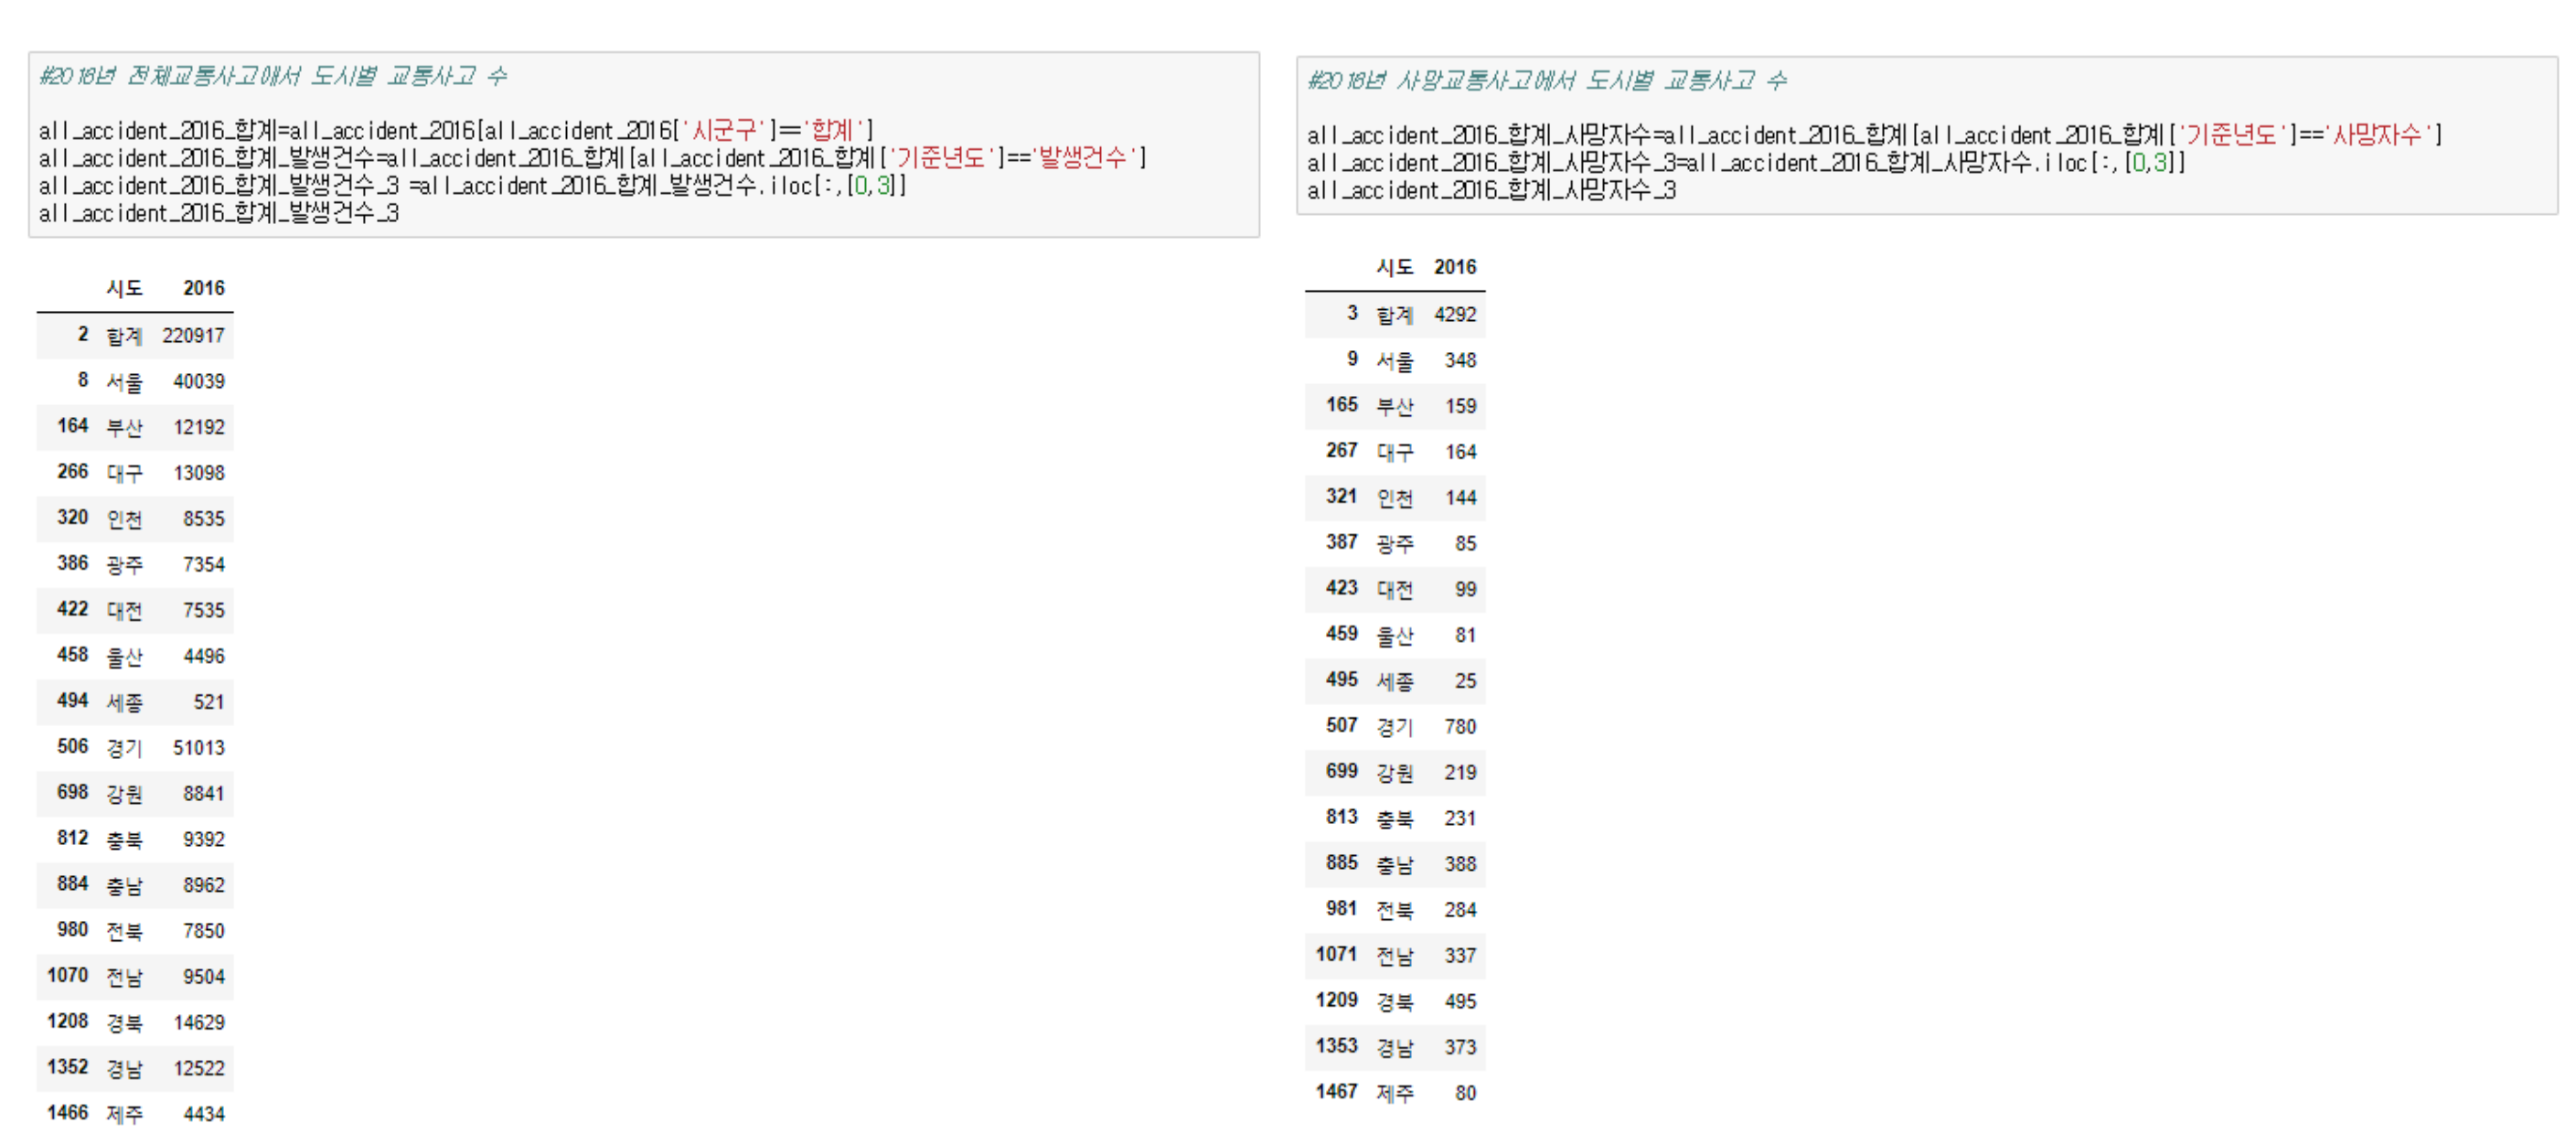 #2016년 전체교통사고에서 도시별 교통사고 수
all_accident_2016_합계=all_accident_2016[all_accident_2016['시군구']=='합계']
all_accident_2016_합계_발생건수=all_accident_2016_합계[all_accident_2016_합계['기준년도']=='발생건수']
all_accident_2016_합계_발생건수_3 =all_accident_2016_합계_발생건수.iloc[:,[0,3]]
all_accident_2016_합계_발생건수_3
시도 2016
2 합계 220917
8 서울 40039
164 부산 12192
266 대구 13098
320 인천 8535
386 광주 7354
422 대전 7535
458 울산 4496
494 세종 521
506 경기 51013
698 강원 8841
812 충북 9392
884 충남 8962
980 전북 7850
1070 전남 9504
1208 경북 14629
1352 경남 12522
1466 제주 4434
#2016년 사망교통사고에서 도시별 교통사고 수
all_accident_2016_합계_사망자수=all_accident_2016_합계[all_accident_2016_합계['기준년도']=='사망자수']
all_accident_2016_합계_사망자수_3=all_accident_2016_합계_사망자수.iloc[:,[0,3]]
all_accident_2016_합계_사망자수_3
시도 2016
3 합계 4292
9 서울 348
165 부산 159
267 대구 164
321 인천 144
387 광주 85
423 대전 99
459 울산 81
495 세종 25
507 경기 780
699 강원 219
813 충북 231
885 충남 388
981 전북 284
1071 전남 337
1209 경북 495
1353 경남 373
1467 제주 80